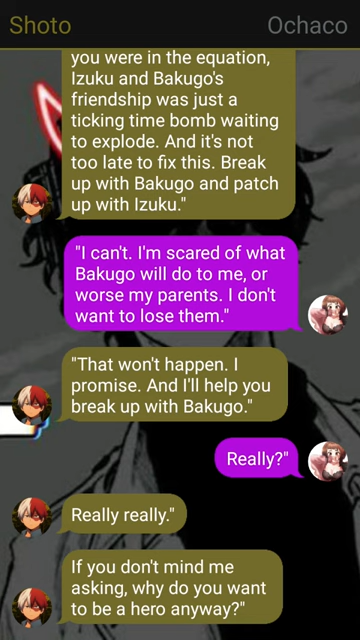 Shoto Ochaco
you were in the equation,
Izuku and Bakugo's
friendship was just a
ticking time bomb waiting
to explode. And it's not
too late to fix this. Break
up with Bakugo and patch
up with Izuku."
"I can't. I'm scared of what
Bakugo will do to me, or
worse my parents. I don't
want to lose them."
"That won't happen. I
promise. And I'll help you
break up with Bakugo."
Really?"
Really really."
If you don't mind me
asking, why do you want
to be a hero anyway?"